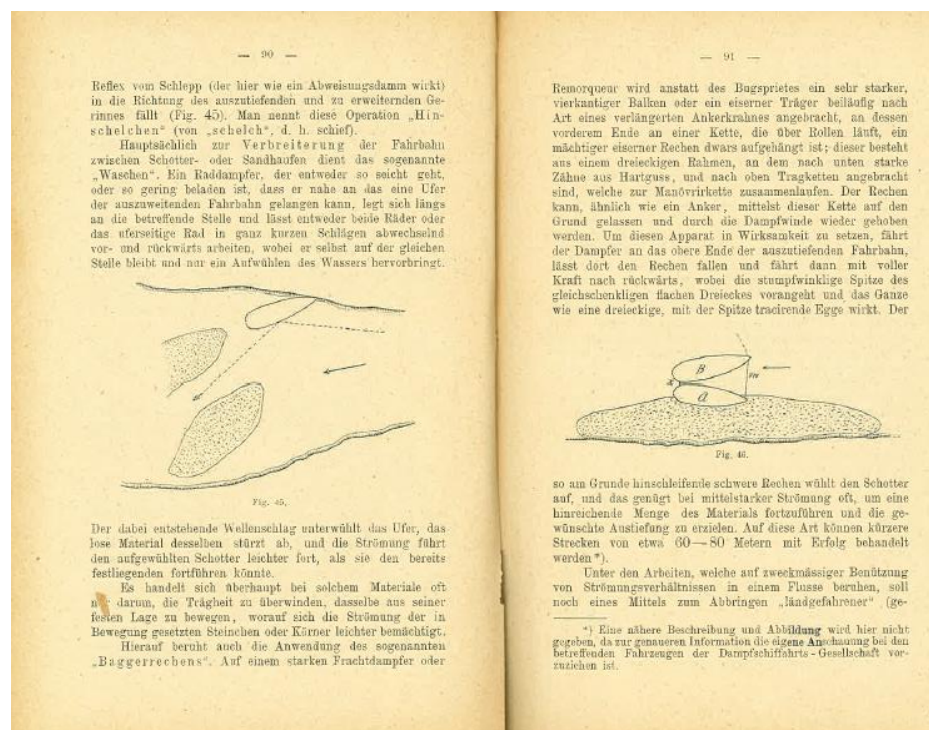 — 90 —
Reflex vom Schlepp (der hier wie ein Abweisungsdamm wirkt)
in die Richtung des auszutiefenden und zu erweiternden Ge-
rinnes fällt (Fig. 45). Man nennt diese Operation „Hin-
schelchen“ (von „schelch“, d. h. schief).
Hauptsächlich zur Verbreiterung der Fahrbahn
zwischen Schotter- oder Sandhaufen dient das sogenannte
„Waschen“. Ein Raddampfer, der entweder so seicht geht,
oder so gering beladen ist, dass er nahe an das eine Ufer
der auszuweitenden Fahrbahn gelangen kann, legt sich längs
an die betreffende Stelle und lässt entweder beide Räder oder
das uferseitige Rad in ganz kurzen Schlägen abwechselnd
vor- und rückwärts arbeiten, wobei er selbst auf der gleichen
Stelle bleibt und nur ein Aufwühlen des Wassers hervorbringt.
Fig. 45.
Der dabei entstehende Wellenschlag unterwühlt das Ufer, das
lose Material desselben stürzt ab, und die Strömung führt
den aufgewühlten Schotter leichter fort, als sie den bereits
festliegenden fortführen könnte.
Es handelt sich überhaupt bei solchem Materiale oft
darum, die Trägheit zu überwinden, dasselbe aus seiner
festen Lage zu bewegen, worauf sich die Strömung der in
Bewegung gesetzten Steinchen oder Körner leichter bemächtigt.
Hierauf beruht auch die Anwendung des sogenannten
„Baggerrechens“. Auf einem starken Frachtdampfer oder
— 91 —
Remorqueur wird anstatt des Bugsprietes ein sehr starker,
vierkantiger Balken oder ein eiserner Träger beiläufig nach
Art eines verlängerten Ankerkrahnes angebracht, an dessen
vorderem Ende an einer Kette, die über Rollen läuft, ein
mächtiger eiserner Rechen dwars aufgehängt ist; dieser besteht
aus einem dreieckigen Rahmen, an dem nach unten starke
Zähne aus Hartguss, und nach oben Tragketten angebracht
sind, welche zur Manövrirkette zusammenlaufen. Der Rechen
kann, ähnlich wie ein Anker, mittelst dieser Kette auf den
Grund gelassen und durch die Dampfwinde wieder gehoben
werden. Um diesen Apparat in Wirksamkeit zu setzen, fährt
der Dampfer an das obere Ende der auszutiefenden Fahrbahn,
lässt dort den Rechen fallen und fährt dann mit voller
Kraft nach rückwärts, wobei die stumpfwinklige Spitze des
gleichschenkligen flachen Dreieckes vorangeht und das Ganze
wie eine dreieckige, mit der Spitze tracirende Egge wirkt. Der
B
a
Fig. 46.
so am Grunde hinschleifende schwere Rechen wühlt den Schotter
auf, und das genügt bei mittelstarker Strömung oft, um eine
hinreichende Menge des Materials fortzuführen und die ge-
wünschte Austiefung zu erzielen. Auf diese Art können kürzere
Strecken von etwa 60—80 Metern mit Erfolg behandelt
werden *).
Unter den Arbeiten, welche auf zweckmässiger Benützung
von Strömungsverhältnissen in einem Flusse beruhen, soll
noch eines Mittels zum Abbringen „ländgefahrener“ (ge-
*) Eine nähere Beschreibung und Abbildung wird hier nicht
gegeben, da zur genaueren Information die eigene Anschauung bei den
betreffenden Fahrzeugen der Dampfschiffahrts-Gesellschaft vor-
zuziehen ist.